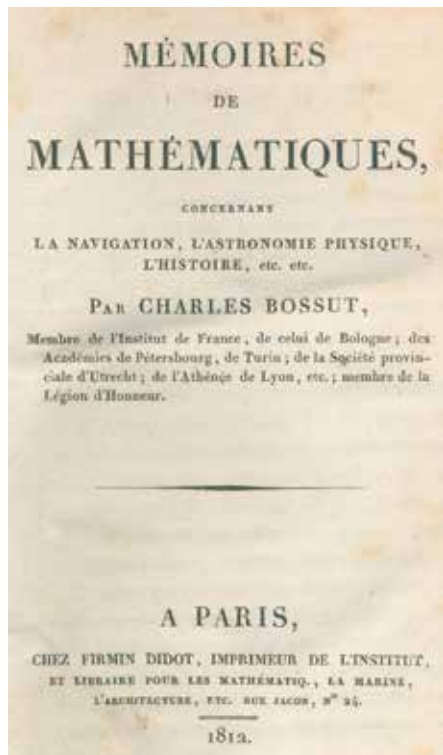 MÉMOIRES
DE
MATHÉMATIQUES,
CONCERNANT
LA NAVIGATION, L'ASTRONOMIE PHYSIQUE,
L'HISTOIRE, etc. etc.
PAR CHARLES BOSSUT,
Membre de l'Institut de France, de celui de Bologne; des
Académies de Pétersbourg, de Turin; de la Société provin-
ciale d'Utrecht; de l'Athénée de Lyon, etc.; membre de la
Légion d'Honneur.
A PARIS,
CHEZ FIRMIN DIDOT, IMPRIMEUR DE L'INSTITUT,
ET LIBRAIRE POUR LES MATHÉMATIQ., LA MARINE,
L'ARCHITECTURE, ETC. RUE JACOB, N° 24.
1812.